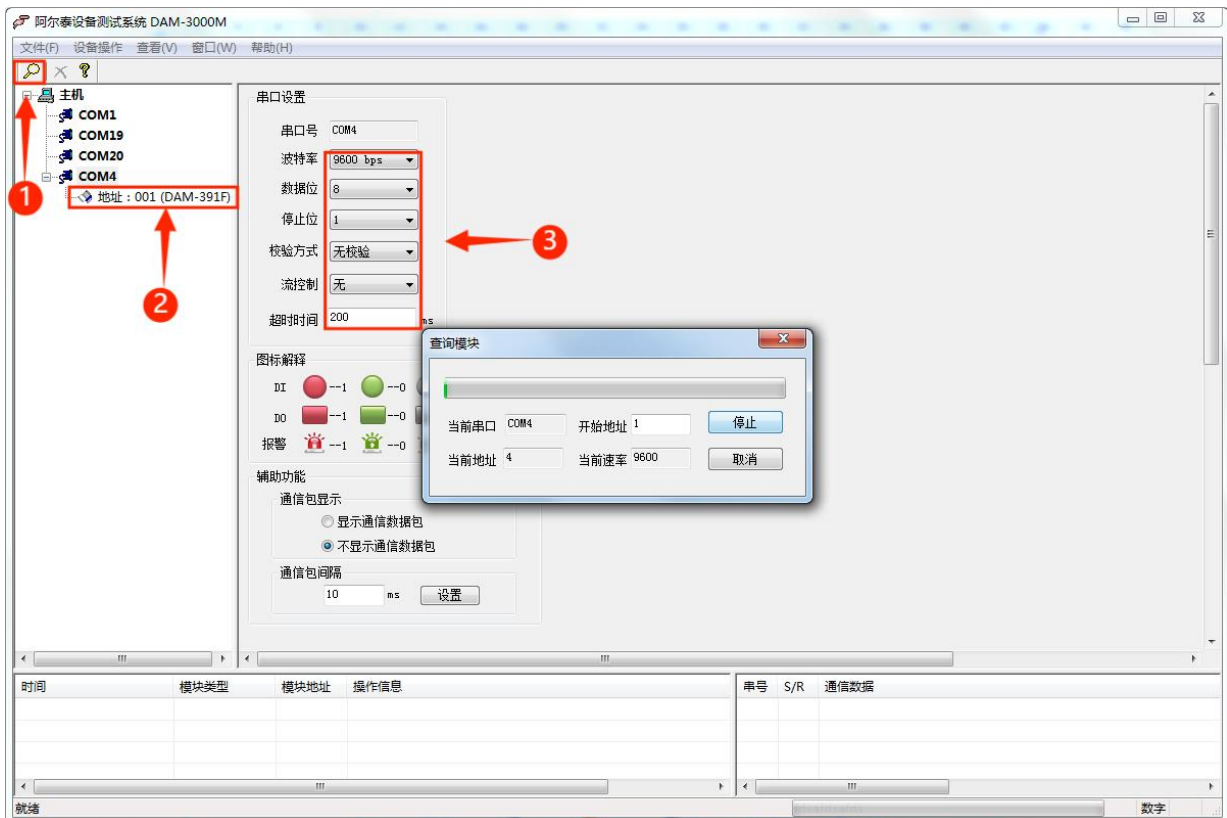 阿尔泰设备测试系统 DAM-3000M
文件(F) 设备操作 查看(V) 窗口(W) 帮助(H)
主机
COM1
COM19
COM20
COM4
地址：001 (DAM-391F)
1
2
串口设置
串口号 COM4
波特率 9600 bps
数据位 8
停止位 1
校验方式 无校验
流控制 无
超时时间 200 ms
3
图标解释
DI --1 --0
DO --1 --0
报警 --1 --0
辅助功能
通信包显示
显示通信数据包
不显示通信数据包
通信包间隔
10 ms 设置
查询模块
当前串口 COM4 开始地址 1 停止
当前地址 4 当前速率 9600 取消
时间 模块类型 模块地址 操作信息
串号 S/R 通信数据
就绪 数字